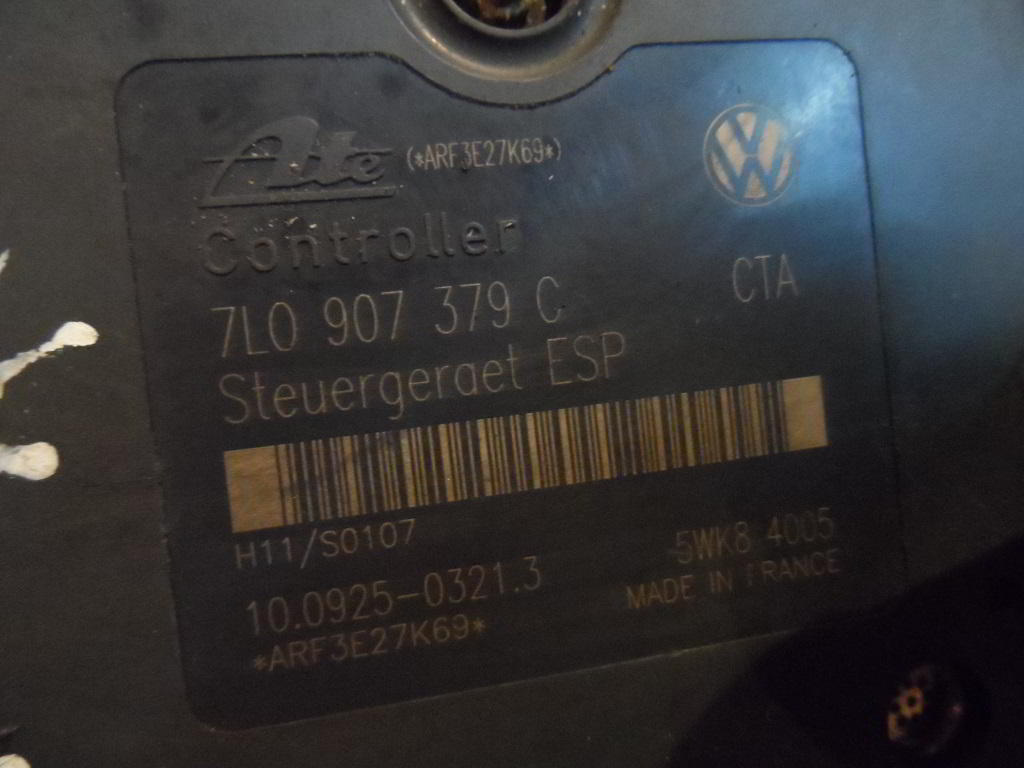 Ate (*ARF3E27K69*)
Controller
7L0 907 379 C CTA
Steuergeraet ESP
H11/S0107
10.0925-0321.3 5WK8 4005
*ARF3E27K69* MADE IN FRANCE